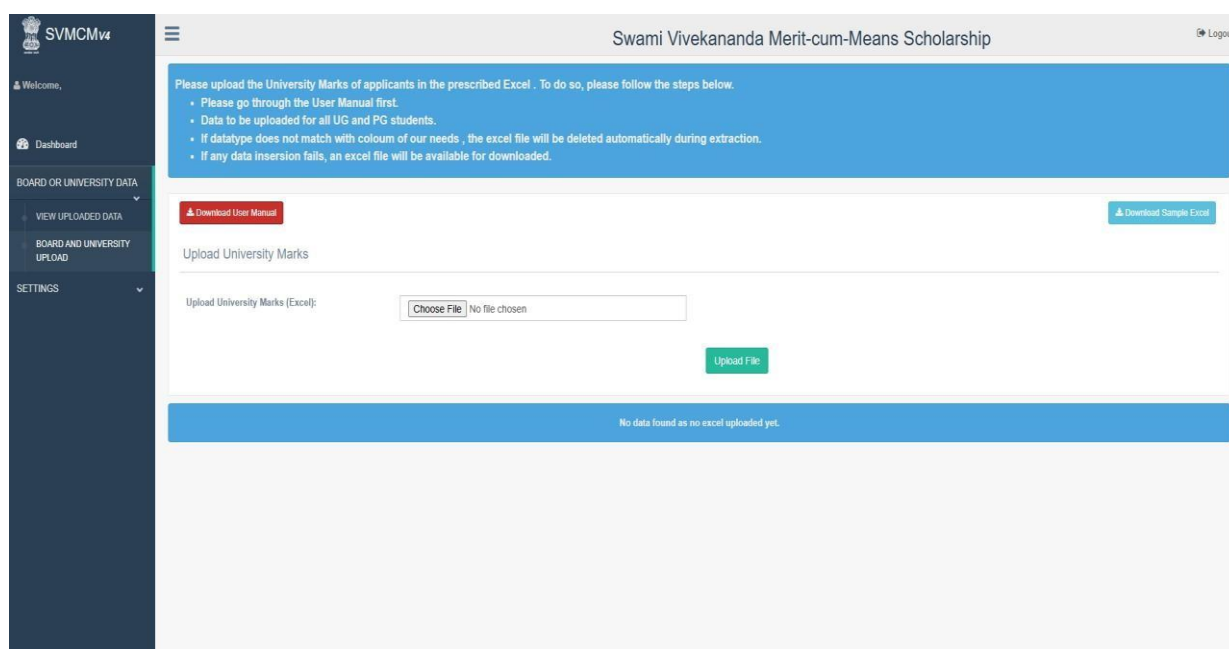 SVMCMV4
Swami Vivekananda Merit-cum-Means Scholarship
Logou
Welcome,
Dashboard
BOARD OR UNIVERSITY DATA
VIEW UPLOADED DATA
BOARD AND UNIVERSITY
UPLOAD
SETTINGS
Please upload the University Marks of applicants in the prescribed Excel . To do so, please follow the steps below.
• Please go through the User Manual first.
• Data to be uploaded for all UG and PG students.
• If datatype does not match with coloum of our needs , the excel file will be deleted automatically during extraction.
• If any data insersion fails, an excel file will be available for downloaded.
Download User Manual
Download Sample Excel
Upload University Marks
Upload University Marks (Excel):
Choose File No file chosen
Upload File
No data found as no excel uploaded yet.